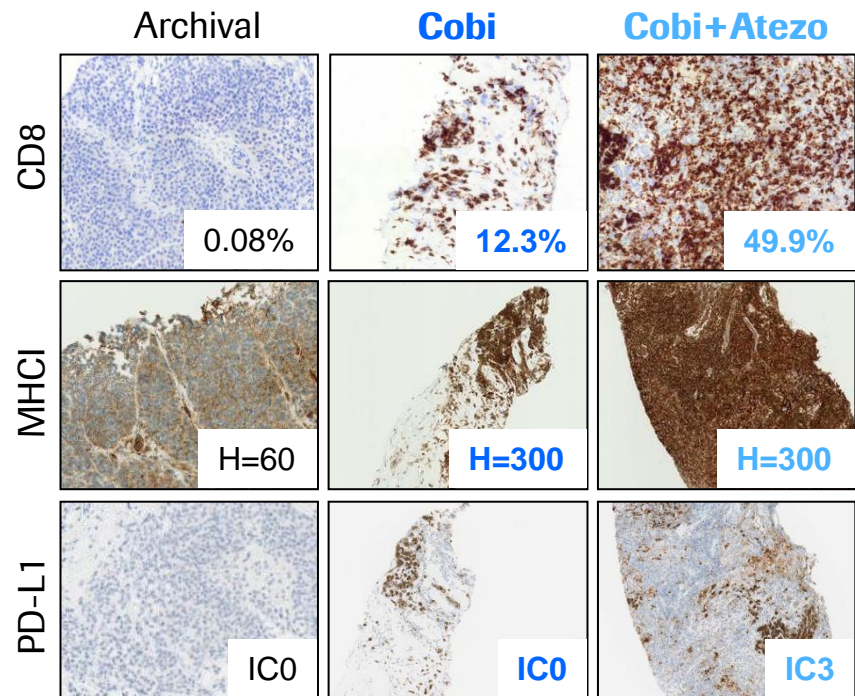 Archival Cobi Cobi+Atezo
CD8
0.08% 12.3% 49.9%
MHCI
H=60 H=300 H=300
PD-L1
IC0 IC0 IC3